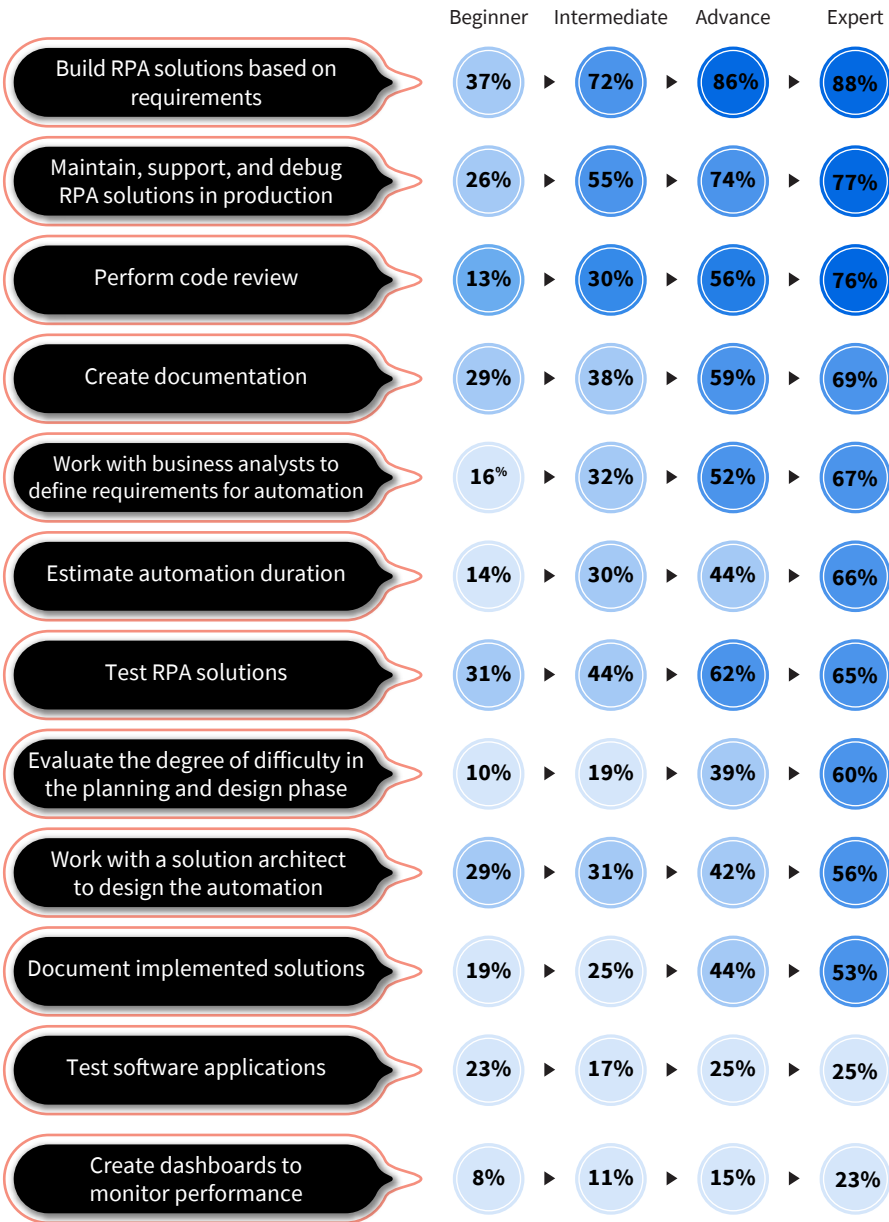 Beginner Intermediate Advance Expert
Build RPA solutions based on
requirements
37% 72% 86% 88%
Maintain, support, and debug
RPA solutions in production
26% 55% 74% 77%
Perform code review
13% 30% 56% 76%
Create documentation
29% 38% 59% 69%
Work with business analysts to
define requirements for automation
16% 32% 52% 67%
Estimate automation duration
14% 30% 44% 66%
Test RPA solutions
31% 44% 62% 65%
Evaluate the degree of difficulty in
the planning and design phase
10% 19% 39% 60%
Work with a solution architect
to design the automation
29% 31% 42% 56%
Document implemented solutions
19% 25% 44% 53%
Test software applications
23% 17% 25% 25%
Create dashboards to
monitor performance
8% 11% 15% 23%